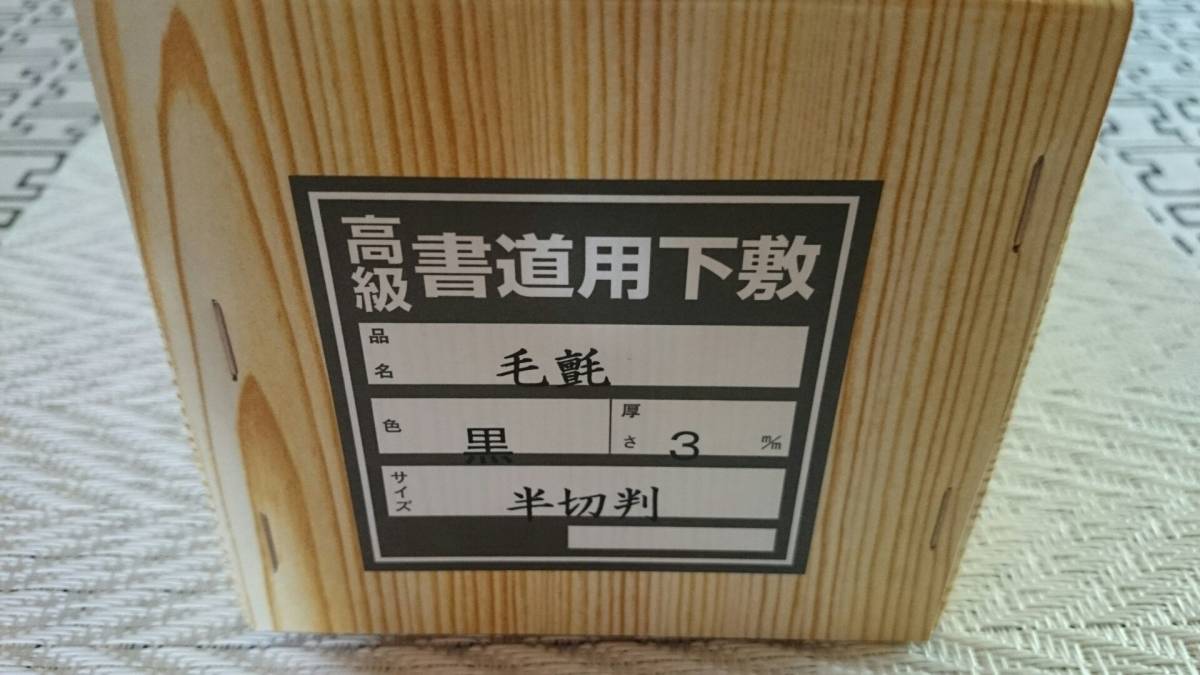 高級 書道用下敷
品名 毛氈
色 黒 厚さ 3 m/m
サイズ 半切判